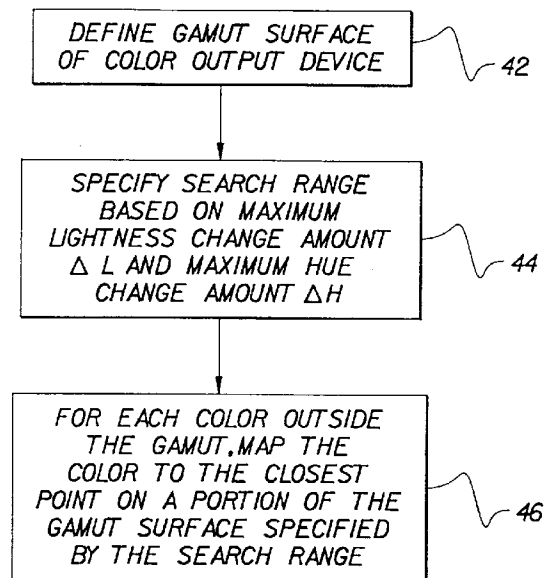 DEFINE GAMUT SURFACE
OF COLOR OUTPUT DEVICE
42
SPECIFY SEARCH RANGE
BASED ON MAXIMUM
LIGHTNESS CHANGE AMOUNT
Δ L AND MAXIMUM HUE
CHANGE AMOUNT ΔH
44
FOR EACH COLOR OUTSIDE
THE GAMUT, MAP THE
COLOR TO THE CLOSEST
POINT ON A PORTION OF THE
GAMUT SURFACE SPECIFIED
BY THE SEARCH RANGE
46